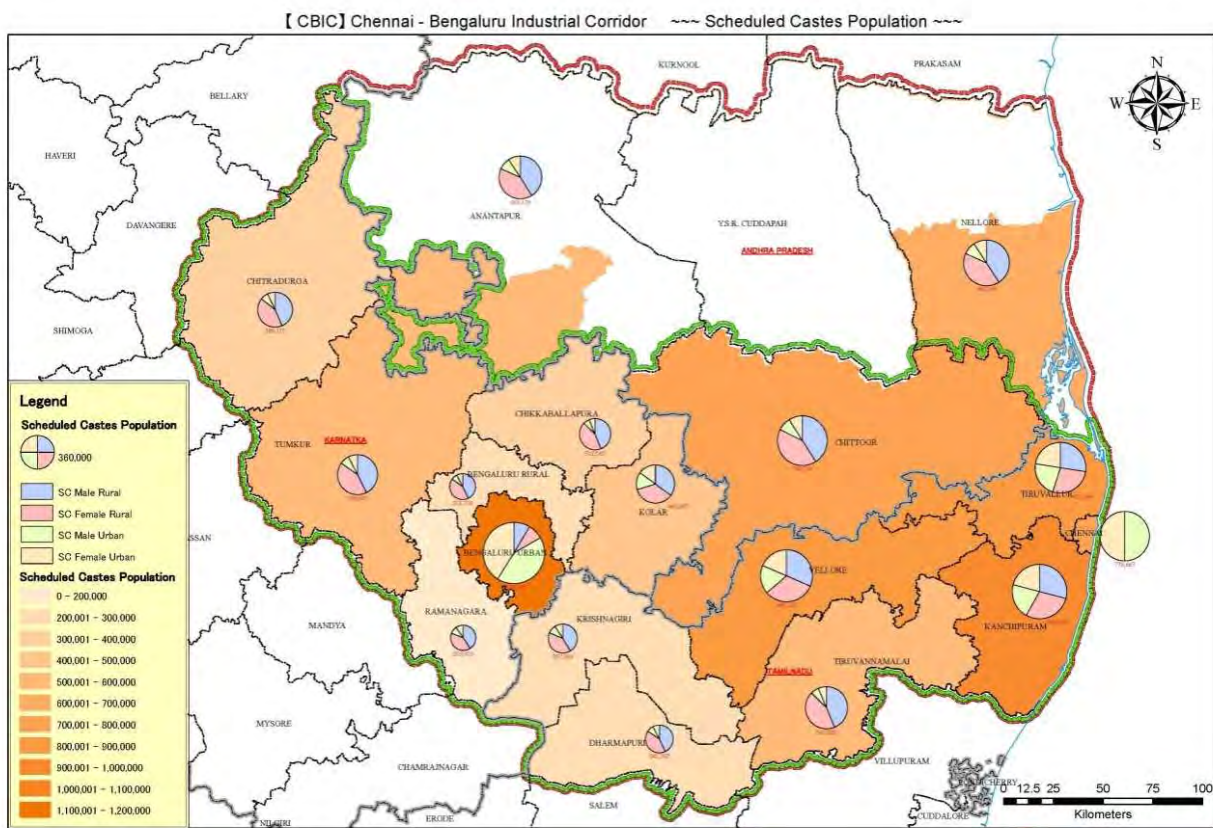 【 CBIC】 Chennai - Bengaluru Industrial Corridor ~~~ Scheduled Castes Population ~~~
KURNOOL
PRAKASAM
BELLARY
N
W
E
S
HAVERI
DAVANGERE
ANANTAPUR
Y.S.R. CUDDAPAH
NELLORE
ANDHRA PRADESH
CHITRADURGA
SHIMOGA
Legend
Scheduled Castes Population
360,000
SC Male Rural
SC Female Rural
SC Male Urban
SC Female Urban
Scheduled Castes Population
0 - 200,000
200,001 - 300,000
300,001 - 400,000
400,001 - 500,000
500,001 - 600,000
600,001 - 700,000
700,001 - 800,000
800,001 - 900,000
900,001 - 1,000,000
1,000,001 - 1,100,000
1,100,001 - 1,200,000
CHIKKABALLAPURA
TUMKUR
KARNATKA
CHITTOOR
BENGALURU RURAL
TIRUVALLUR
KOLAR
CHENNAI
BENGALURU URBAN
VELLORE
SSAN
RAMANAGARA
KRISHNAGIRI
KANCHIPURAM
MANDYA
TIRUVANNAMALAI
TAMILNADU
MYSORE
DHARMAPURI
CHAMRAJNAGAR
VILLUPURAM
SALEM
NILGIRI
ERODE
CUDDALORE
0 12.5 25 50 75 100
Kilometers